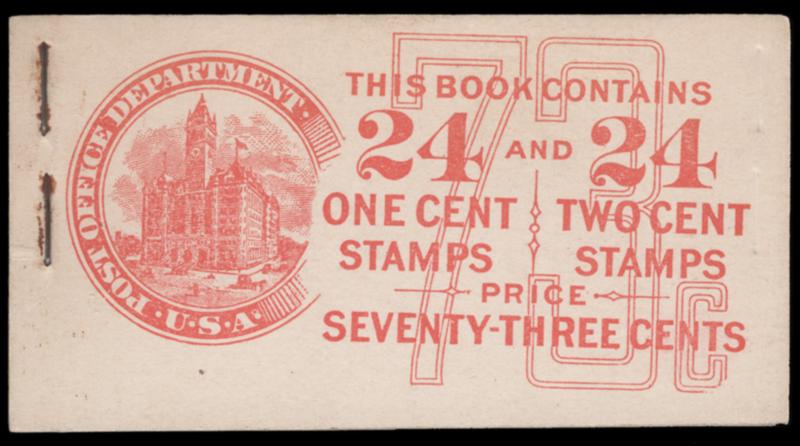 POST OFFICE DEPARTMENT.
U.S.A.
73c
THIS BOOK CONTAINS
24 AND 24
ONE CENT TWO CENT
STAMPS STAMPS
PRICE
SEVENTY-THREE CENTS